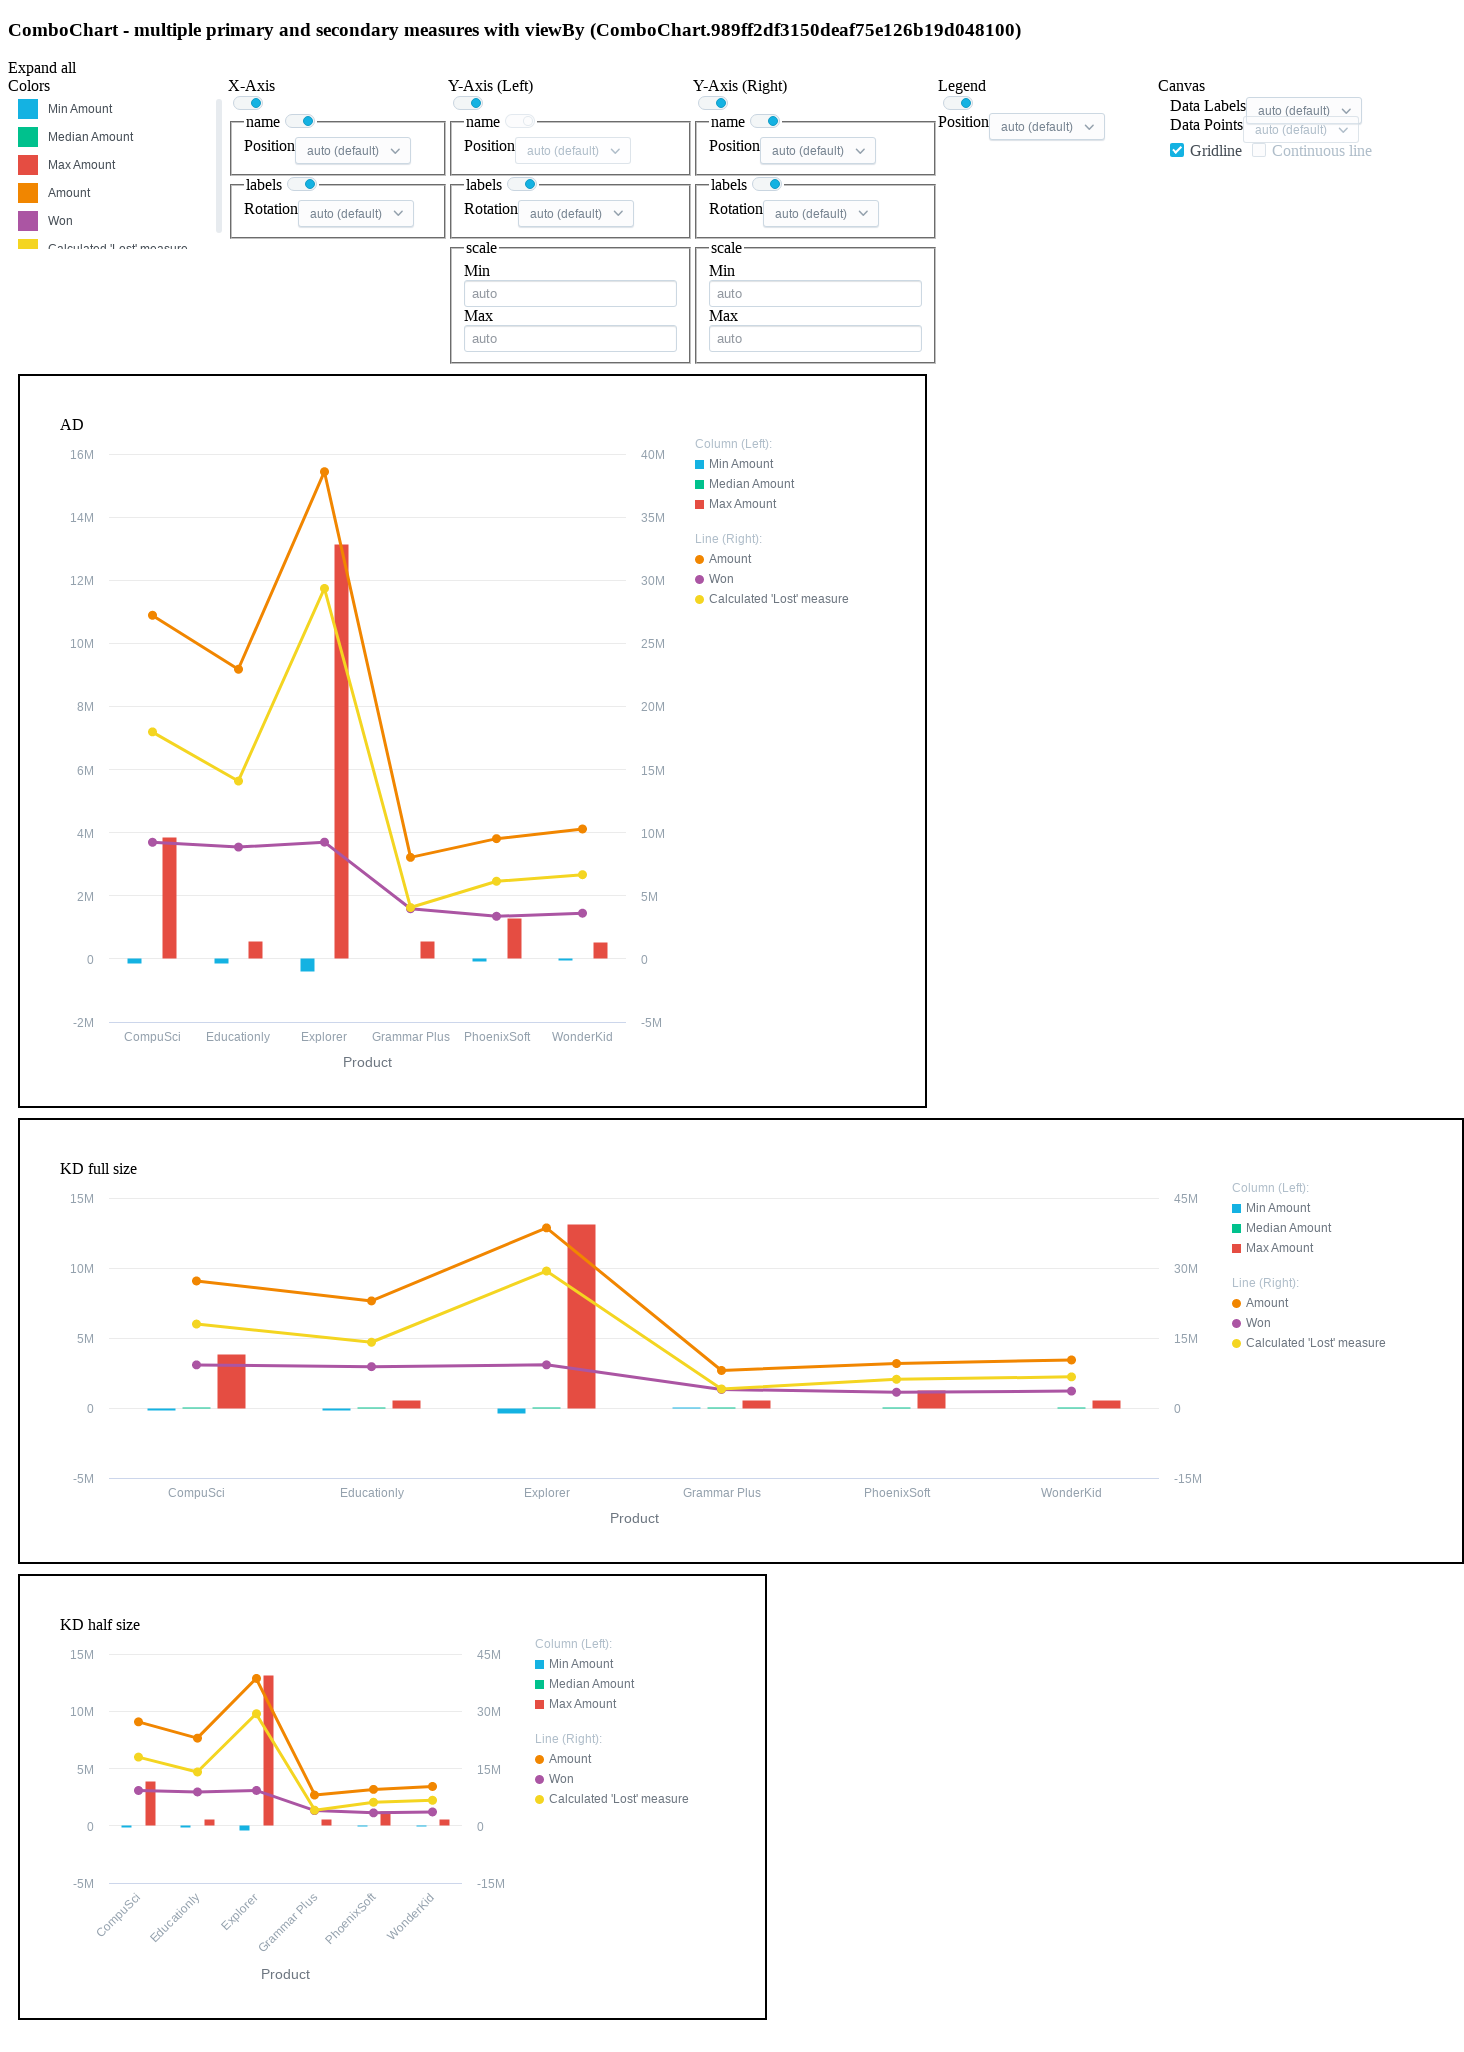 ComboChart - multiple primary and secondary measures with viewBy (ComboChart.989ff2df3150deaf75e126b19d048100)
Expand all
Colors
Min Amount
Median Amount
Max Amount
Amount
Won
Calculated 'Lost' measure
X-Axis
name
Position auto (default)
labels
Rotation auto (default)
Y-Axis (Left)
name
Position auto (default)
labels
Rotation auto (default)
scale
Min
auto
Max
auto
Y-Axis (Right)
name
Position auto (default)
labels
Rotation auto (default)
scale
Min
auto
Max
auto
Legend
Position auto (default)
Canvas
Data Labels auto (default)
Data Points auto (default)
Gridline Continuous line
AD
16M
14M
12M
10M
8M
6M
4M
2M
0
-2M
40M
35M
30M
25M
20M
15M
10M
5M
0
-5M
CompuSci Educationly Explorer Grammar Plus PhoenixSoft WonderKid
Product
Column (Left):
Min Amount
Median Amount
Max Amount
Line (Right):
Amount
Won
Calculated 'Lost' measure
KD full size
15M
10M
5M
0
-5M
45M
30M
15M
0
-15M
CompuSci Educationly Explorer Grammar Plus PhoenixSoft WonderKid
Product
Column (Left):
Min Amount
Median Amount
Max Amount
Line (Right):
Amount
Won
Calculated 'Lost' measure
KD half size
15M
10M
5M
0
-5M
45M
30M
15M
0
-15M
CompuSci
Educationly
Explorer
Grammar Plus
PhoenixSoft
WonderKid
Product
Column (Left):
Min Amount
Median Amount
Max Amount
Line (Right):
Amount
Won
Calculated 'Lost' measure